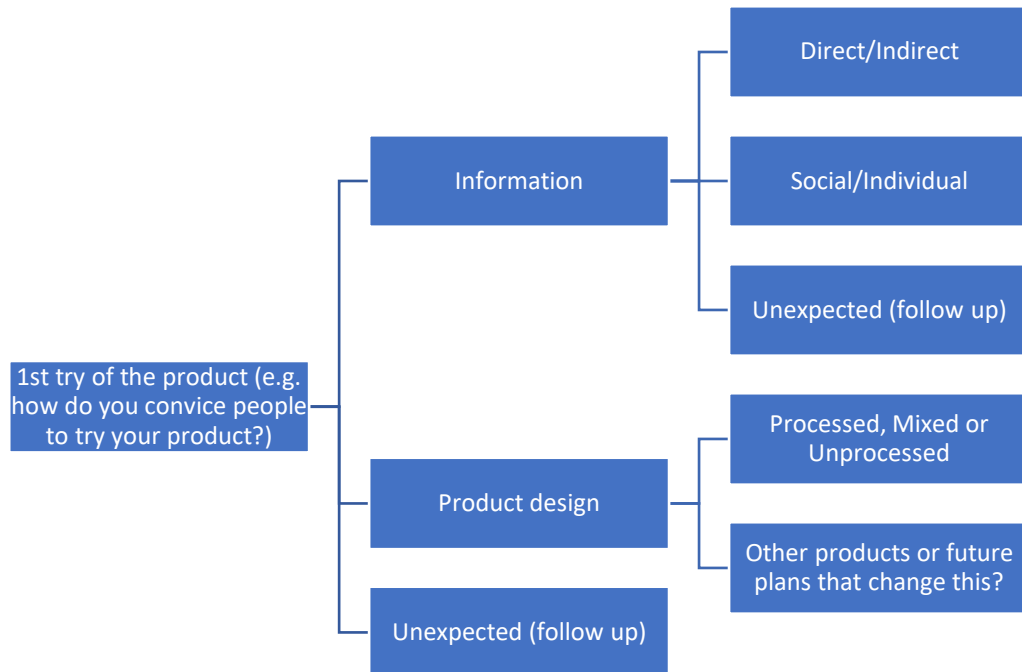 1st try of the product (e.g.
how do you convice people
to try your product?)
Information
Direct/Indirect
Social/Individual
Unexpected (follow up)
Product design
Processed, Mixed or
Unprocessed
Other products or future
plans that change this?
Unexpected (follow up)